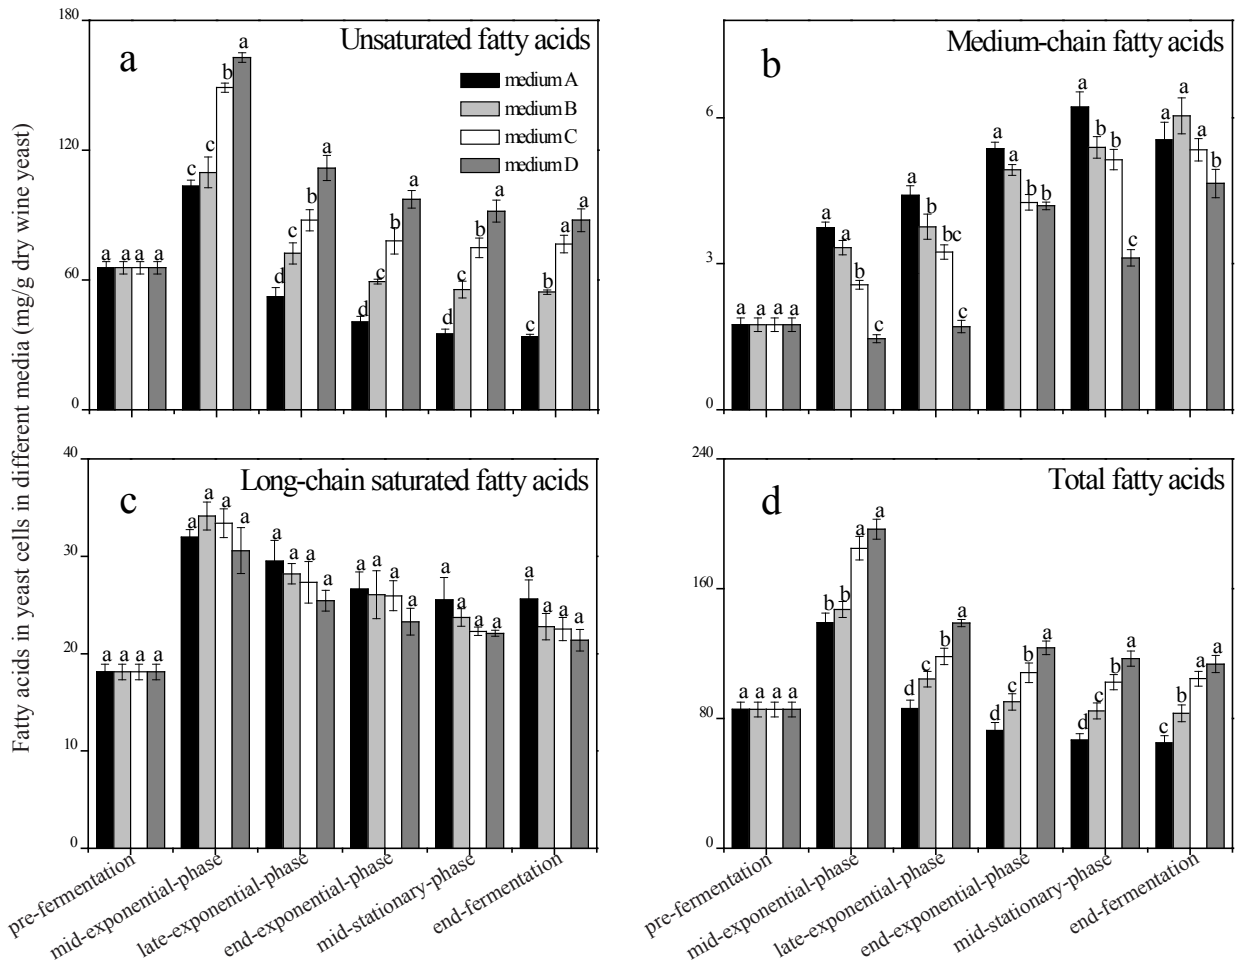 Fatty acids in yeast cells in different media (mg/g dry wine yeast)
a
Unsaturated fatty acids
medium A
medium B
medium C
medium D
180
120
60
0
a a a a
c c b a
d c b a
d c b a
d c b a
c b a a
b
Medium-chain fatty acids
6
3
0
a a a a
a a b c
a b bc c
a a b b
a b b c
a a a b
c
Long-chain saturated fatty acids
40
30
20
10
0
a a a a
a a a a
a a a a
a a a a
a a a a
a a a a
pre-fermentation
mid-exponential-phase
late-exponential-phase
end-exponential-phase
mid-stationary-phase
end-fermentation
d
Total fatty acids
240
160
80
0
a a a a
b b a a
d c b a
d c b a
d c b a
c b a a
pre-fermentation
mid-exponential-phase
late-exponential-phase
end-exponential-phase
mid-stationary-phase
end-fermentation